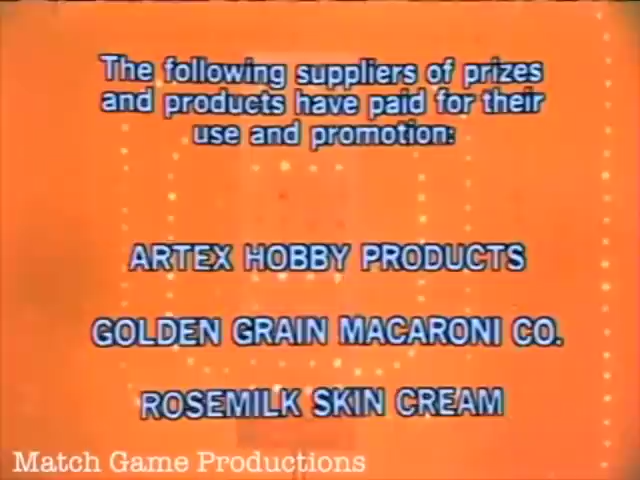 The following suppliers of prizes
and products have paid for their
use and promotion:
ARTEX HOBBY PRODUCTS
GOLDEN GRAIN MACARONI CO.
ROSEMILK SKIN CREAM
Match Game Productions